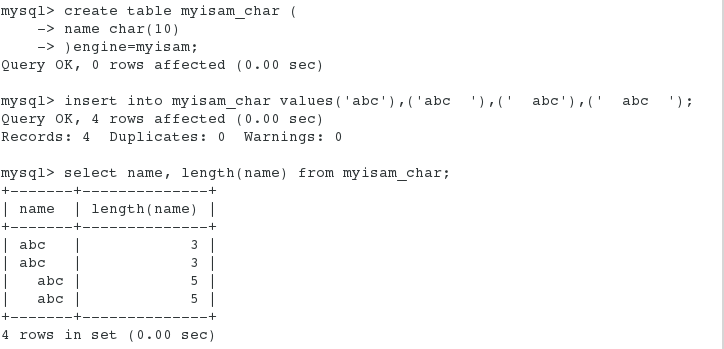 mysql> create table myisam_char (
    -> name char(10)
    -> )engine=myisam;
Query OK, 0 rows affected (0.00 sec)

mysql> insert into myisam_char values('abc'),('abc  '),('  abc'),('  abc  ');
Query OK, 4 rows affected (0.00 sec)
Records: 4  Duplicates: 0  Warnings: 0

mysql> select name, length(name) from myisam_char;
+-------+--------------+
| name  | length(name) |
+-------+--------------+
| abc   |            3 |
| abc   |            3 |
|   abc |            5 |
|   abc |            5 |
+-------+--------------+
4 rows in set (0.00 sec)